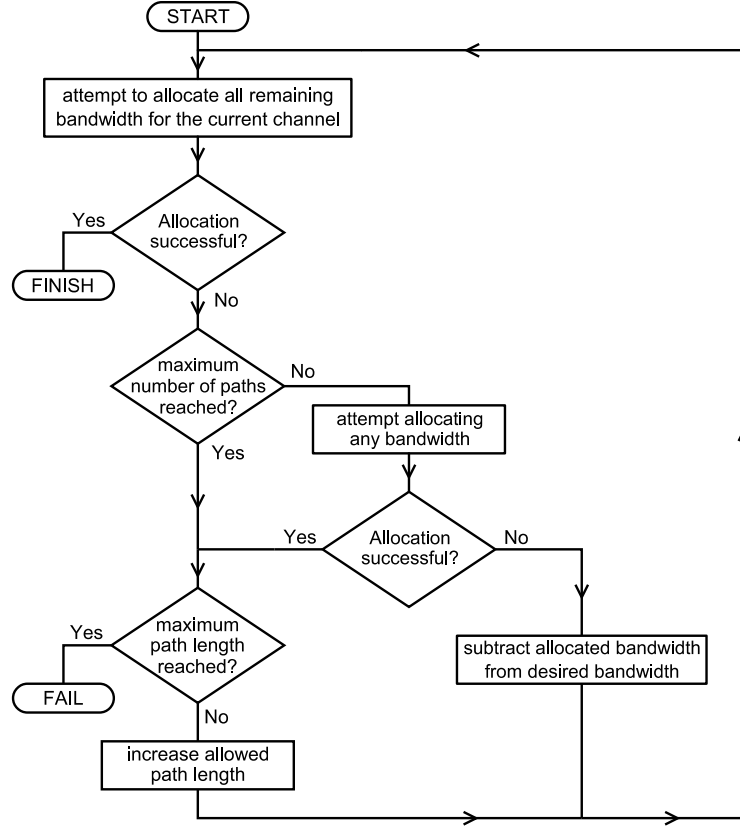 START
attempt to allocate all remaining
bandwidth for the current channel
Yes
Allocation
successful?
FINISH
No
maximum
number of paths
reached?
No
attempt allocating
any bandwidth
Yes
Yes
Allocation
successful?
No
Yes
maximum
path length
reached?
subtract allocated bandwidth
from desired bandwidth
FAIL
No
increase allowed
path length